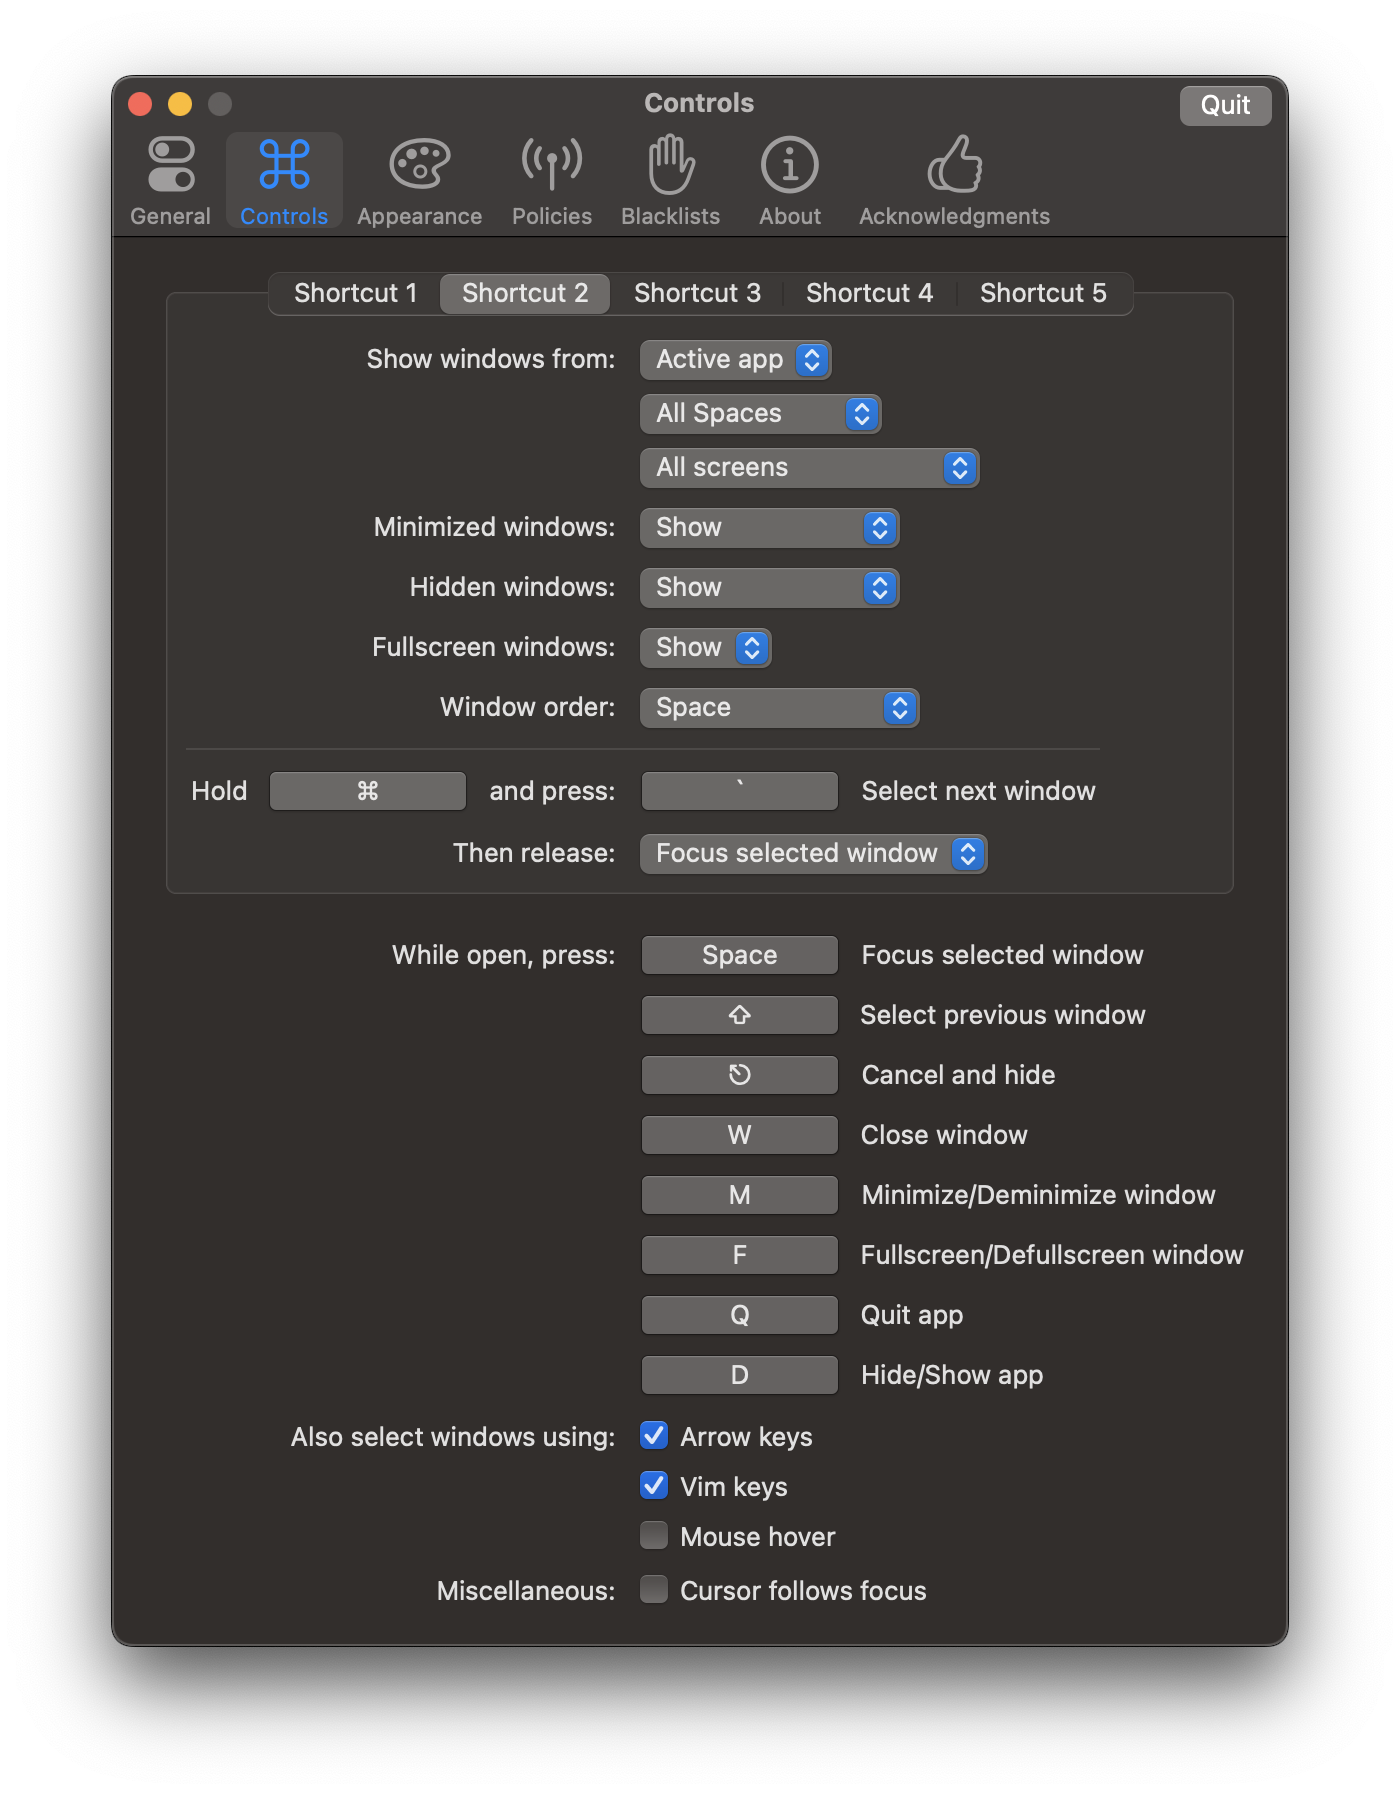 Controls
Quit
General Controls Appearance Policies Blacklists About Acknowledgments
Shortcut 1 Shortcut 2 Shortcut 3 Shortcut 4 Shortcut 5
Show windows from: Active app
All Spaces
All screens
Minimized windows: Show
Hidden windows: Show
Fullscreen windows: Show
Window order: Space
Hold ⌘ and press: ` Select next window
Then release: Focus selected window
While open, press: Space Focus selected window
⇧ Select previous window
⎋ Cancel and hide
W Close window
M Minimize/Deminimize window
F Fullscreen/Defullscreen window
Q Quit app
D Hide/Show app
Also select windows using: Arrow keys
Vim keys
Mouse hover
Miscellaneous: Cursor follows focus